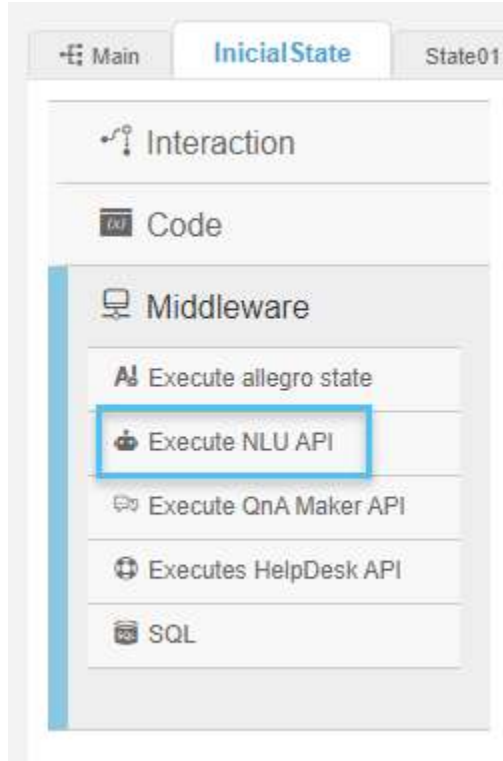 Main InicialState State01
Interaction
Code
Middleware
Execute allegro state
Execute NLU API
Execute QnA Maker API
Executes HelpDesk API
SQL